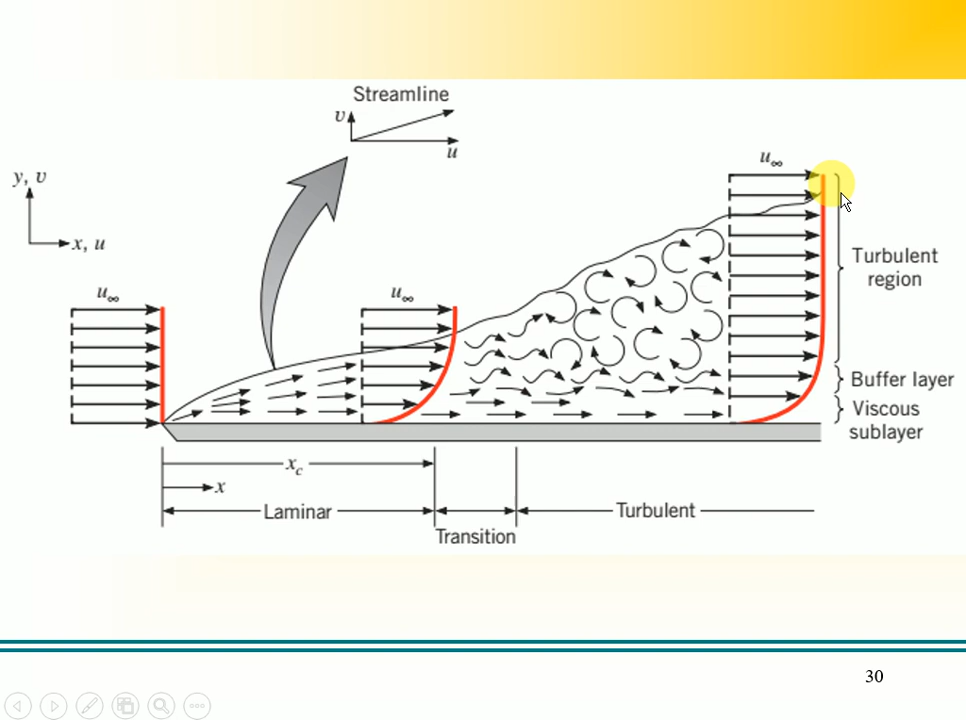 Streamline
υ
u
u∞
y, υ
x, u
Turbulent
region
u∞
u∞
Buffer layer
Viscous
sublayer
xc
x
Laminar
Turbulent
Transition
30